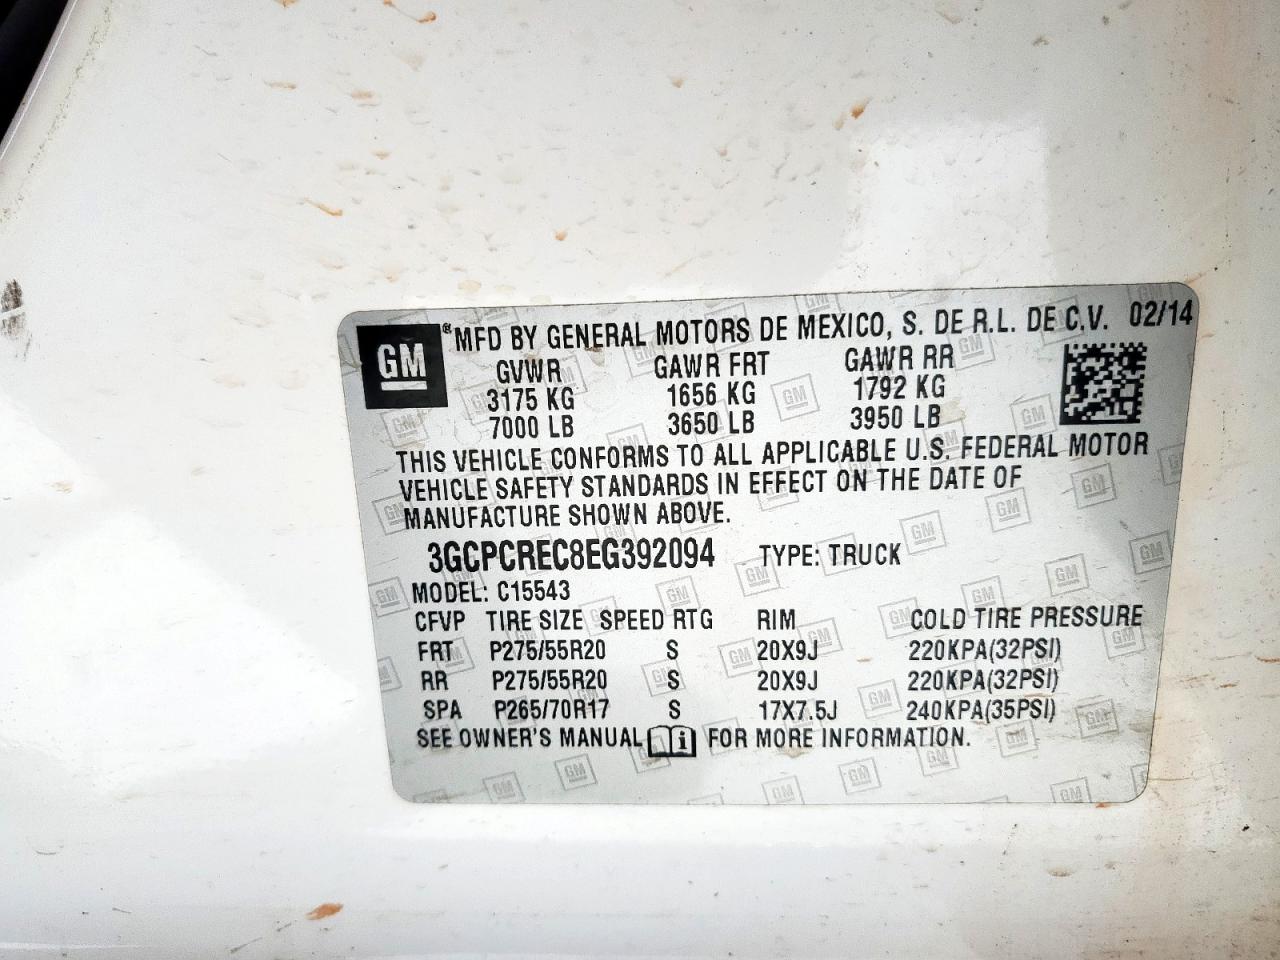 GM ® MFD BY GENERAL MOTORS DE MEXICO, S. DE R.L. DE C.V. 02/14
GVWR GAWR FRT GAWR RR
3175 KG 1656 KG 1792 KG
7000 LB 3650 LB 3950 LB
THIS VEHICLE CONFORMS TO ALL APPLICABLE U.S. FEDERAL MOTOR
VEHICLE SAFETY STANDARDS IN EFFECT ON THE DATE OF
MANUFACTURE SHOWN ABOVE.
3GCPCREC8EG392094 TYPE: TRUCK
MODEL: C15543
CFVP TIRE SIZE SPEED RTG RIM COLD TIRE PRESSURE
FRT P275/55R20 S 20X9J 220KPA(32PSI)
RR P275/55R20 S 20X9J 220KPA(32PSI)
SPA P265/70R17 S 17X7.5J 240KPA(35PSI)
SEE OWNER'S MANUAL i FOR MORE INFORMATION.